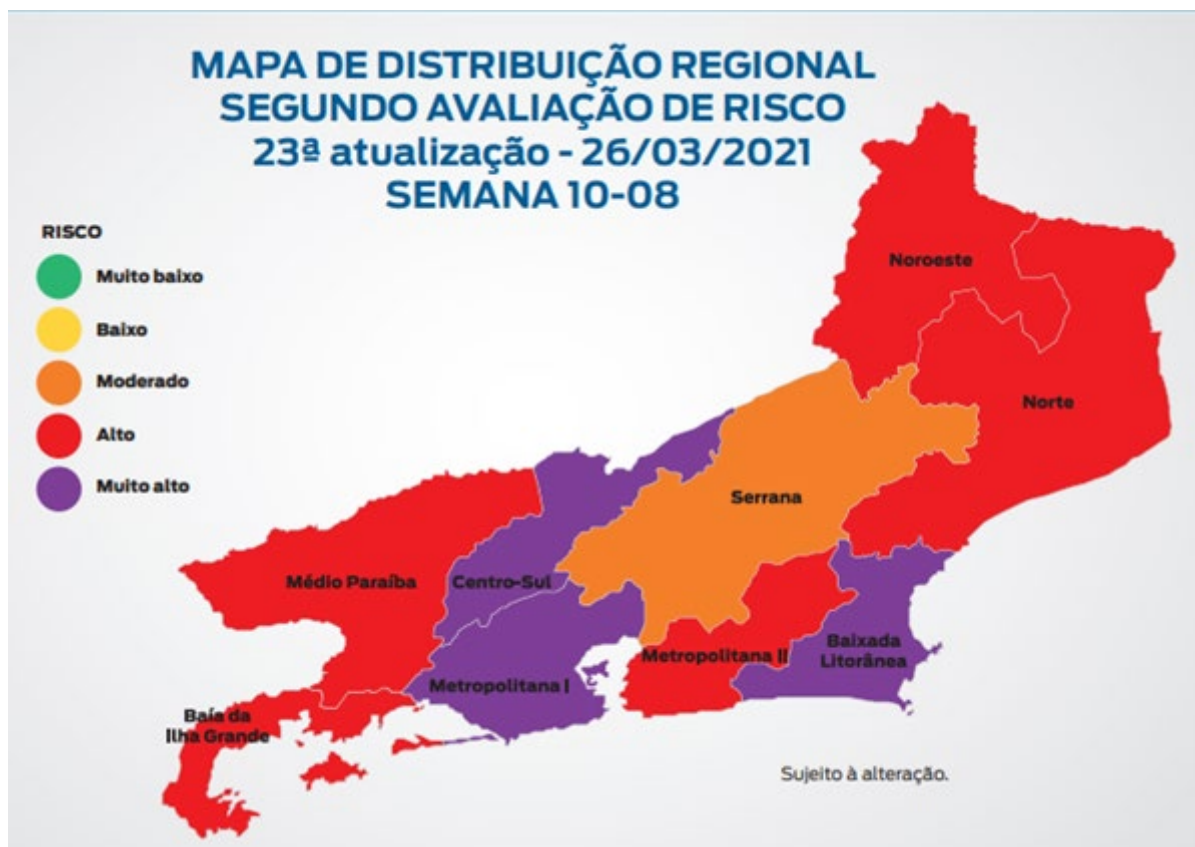 MAPA DE DISTRIBUIÇÃO REGIONAL
SEGUNDO AVALIAÇÃO DE RISCO
23ª atualização - 26/03/2021
SEMANA 10-08
RISCO
Muito baixo
Baixo
Moderado
Alto
Muito alto
Noroeste
Norte
Serrana
Médio Paraíba
Centro-Sul
Baixada
Litorânea
Metropolitana II
Metropolitana I
Baía da
Ilha Grande
Sujeito à alteração.